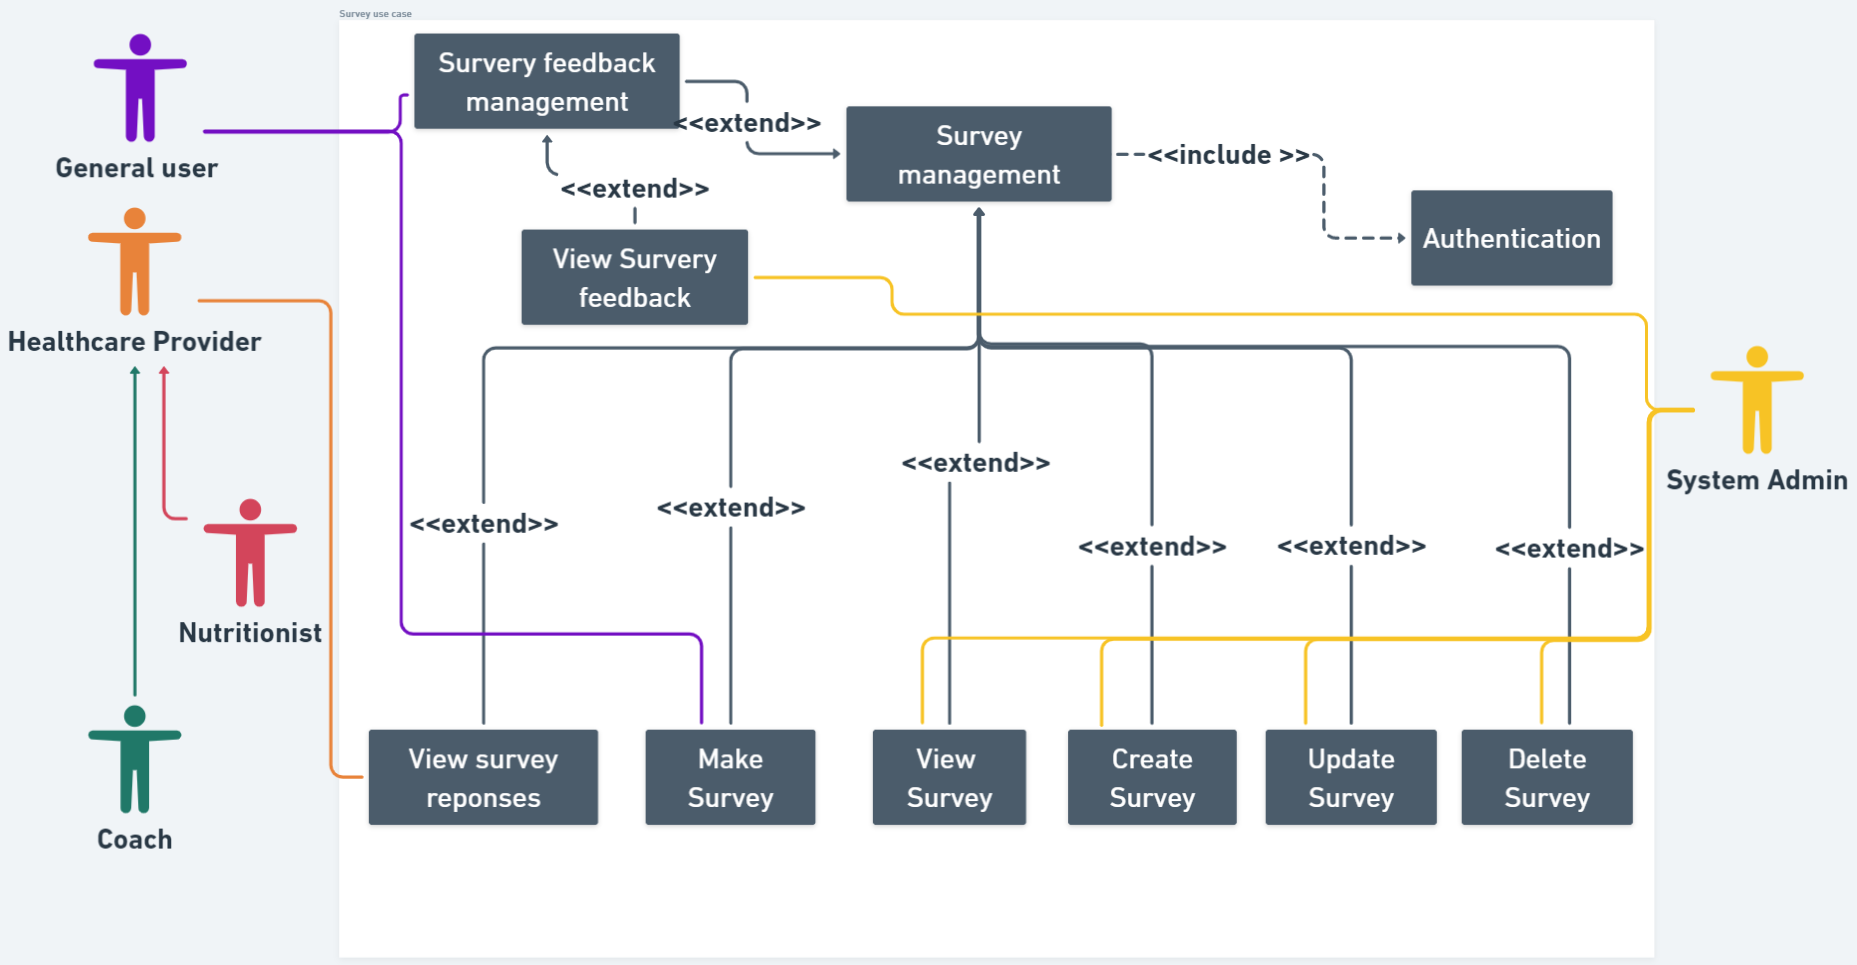 Survey use case
Survery feedback
management
<<extend>>
Survey
management
<<include >>
Authentication
<<extend>>
View Survery
feedback
General user
Healthcare Provider
Nutritionist
Coach
System Admin
<<extend>>
<<extend>>
<<extend>>
<<extend>>
<<extend>>
<<extend>>
View survey
reponses
Make
Survey
View
Survey
Create
Survey
Update
Survey
Delete
Survey